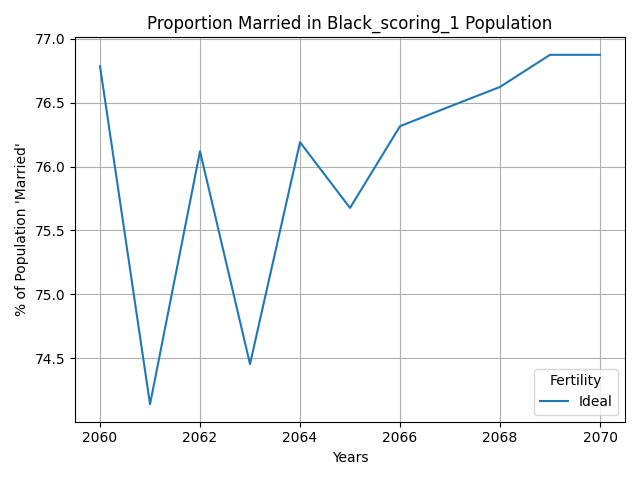 Proportion Married in Black_scoring_1 Population
% of Population 'Married'
77.0
76.5
76.0
75.5
75.0
74.5
2060 2062 2064 2066 2068 2070
Years
Fertility
Ideal